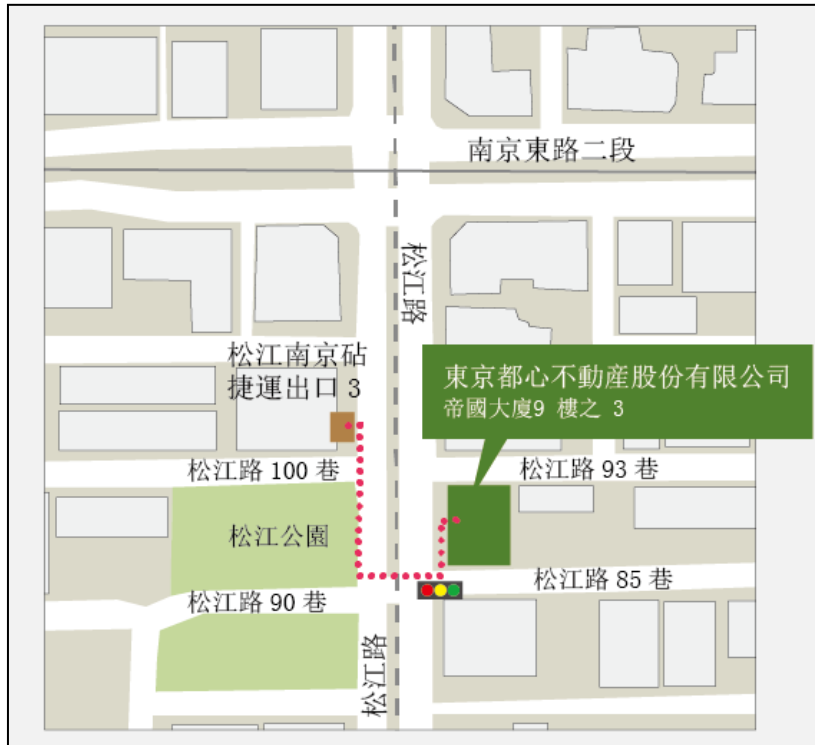 南京東路二段
松江路
松江南京砧
捷運出口 3
東京都心不動産股份有限公司
帝國大廈9 樓之 3
松江路 100 巷
松江路 93 巷
松江公園
松江路 85 巷
松江路 90 巷
松江路